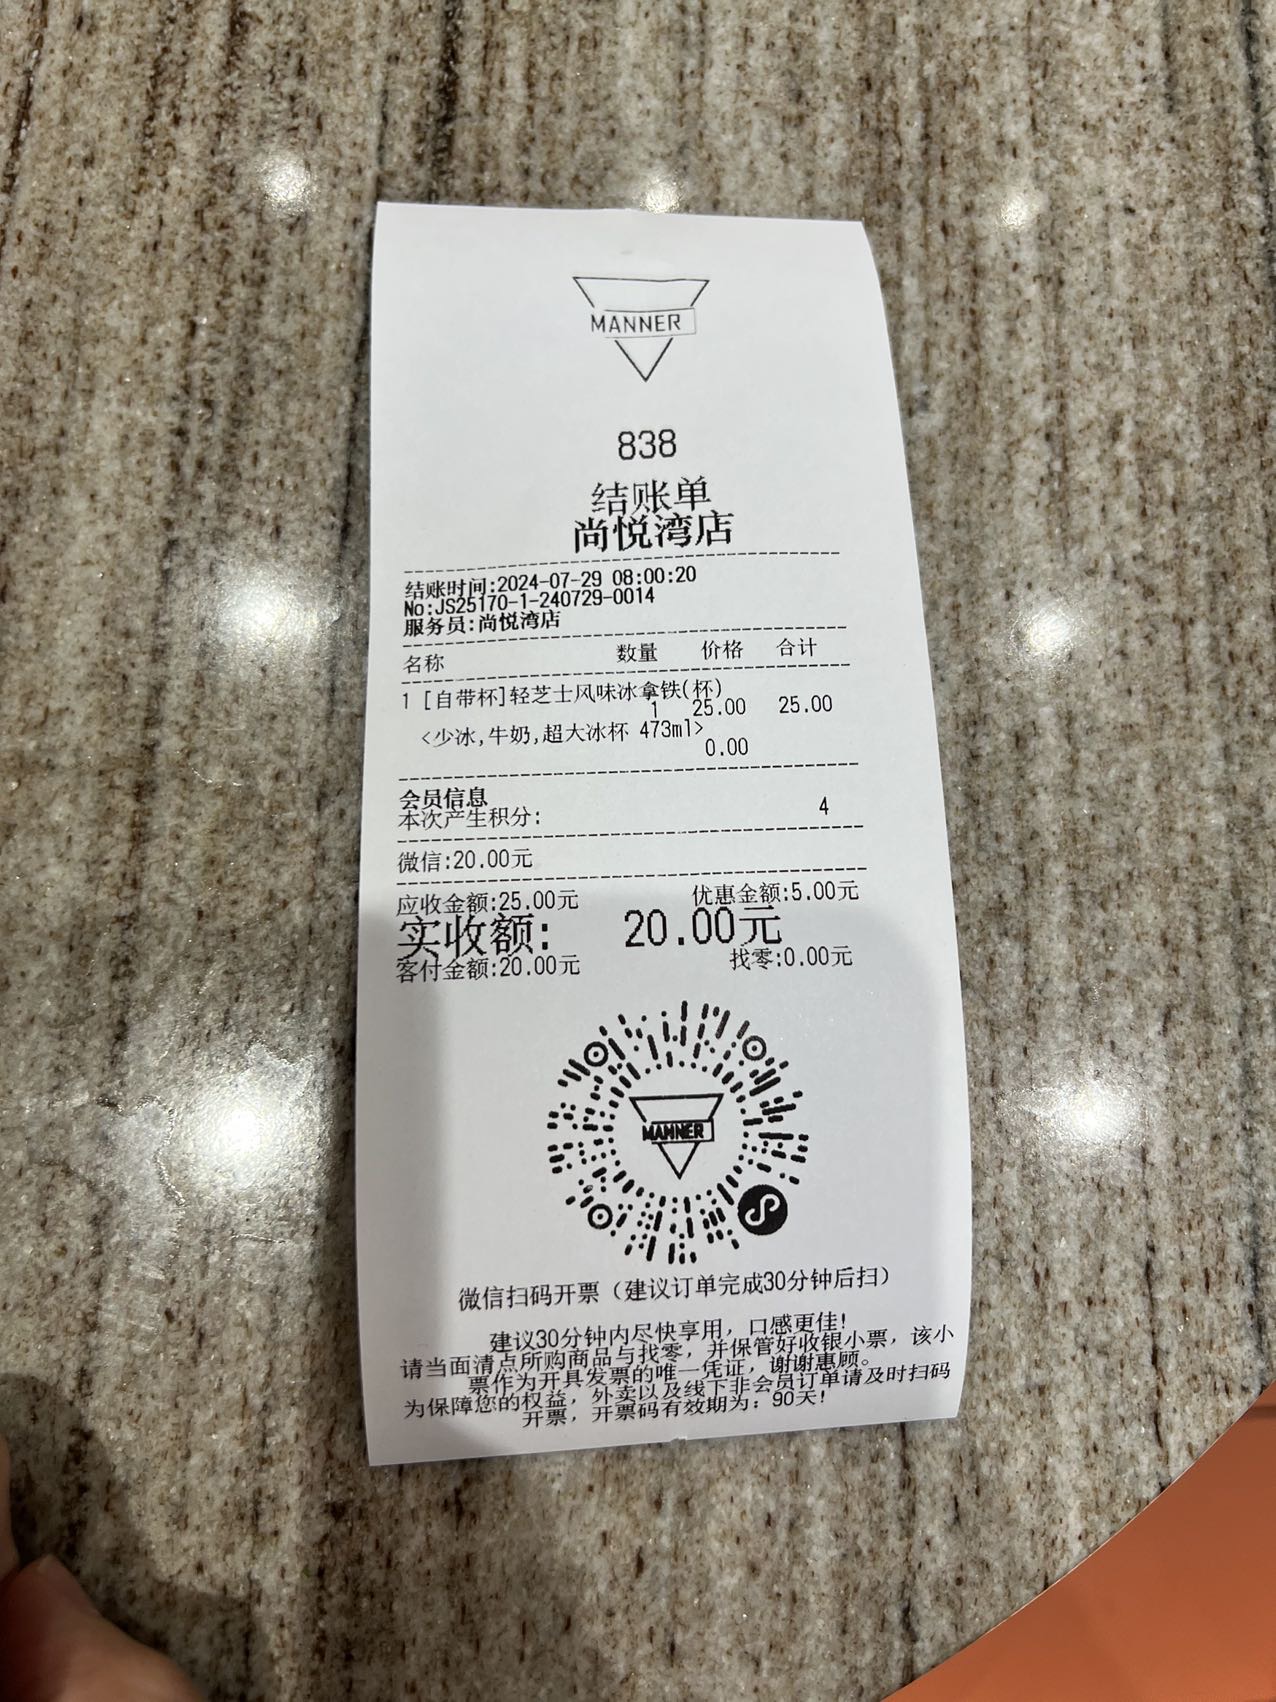 MANNER
838
结账单
尚悦湾店
结账时间:2024-07-29 08:00:20
No:JS25170-1-240729-0014
服务员:尚悦湾店
名称 数量 价格 合计
1 [自带杯]轻芝士风味冰拿铁(杯)
1 25.00 25.00
<少冰,牛奶,超大冰杯 473ml>
0.00
会员信息
本次产生积分: 4
微信:20.00元
应收金额:25.00元 优惠金额:5.00元
实收额: 20.00元
客付金额:20.00元 找零:0.00元
MANNER
微信扫码开票（建议订单完成30分钟后扫）
建议30分钟内尽快享用，口感更佳!
请当面清点所购商品与找零，并保管好收银小票，该小
票作为开具发票的唯一凭证，谢谢惠顾。
为保障您的权益，外卖以及线下非会员订单请及时扫码
开票，开票码有效期为：90天!